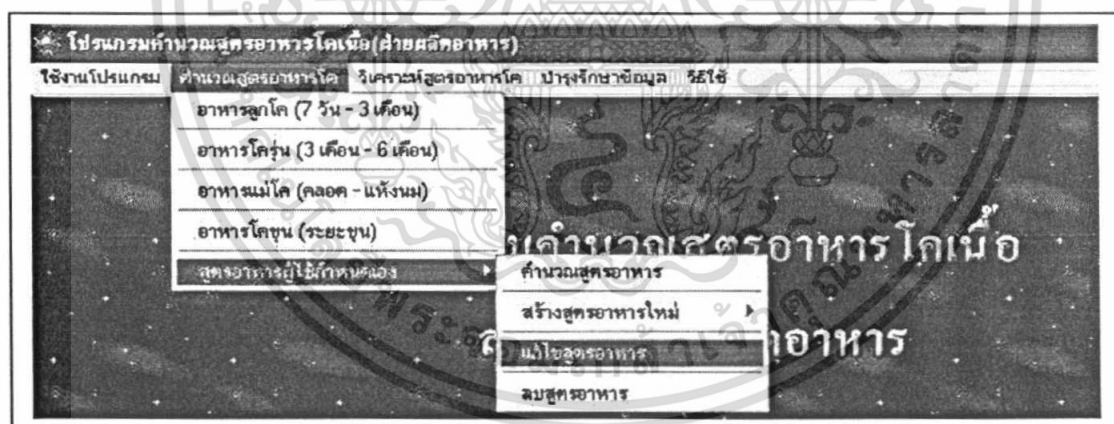 โปรแกรมคำนวณสูตรอาหารโคเนื้อ(ฝ่ายผลิตอาหาร)
ใช้งานโปรแกรม คำนวณสูตรอาหารโค วิเคราะห์สูตรอาหารโค บำรุงรักษาข้อมูล วิธีใช้
อาหารลูกโค (7 วัน - 3 เดือน)
อาหารโครุ่น (3 เดือน - 6 เดือน)
อาหารแม่โค (คลอด - แห้งนม)
อาหารโคขุน (ระยะขุน)
สูตรอาหารผู้ใช้กำหนดเอง
มคำนวณสูตรอาหารโคเนื้อ
คำนวณสูตรอาหาร
สร้างสูตรอาหารใหม่
แก้ไขสูตรอาหาร
ลบสูตรอาหาร
าอาหาร